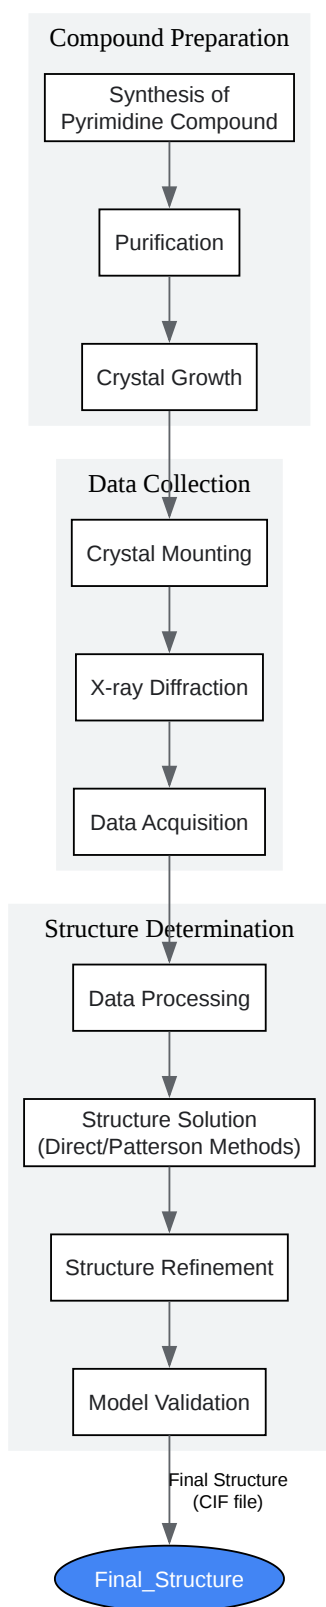 Compound Preparation
Synthesis of
Pyrimidine Compound
Purification
Crystal Growth
Data Collection
Crystal Mounting
X-ray Diffraction
Data Acquisition
Structure Determination
Data Processing
Structure Solution
(Direct/Patterson Methods)
Structure Refinement
Model Validation
Final Structure
(CIF file)
Final_Structure